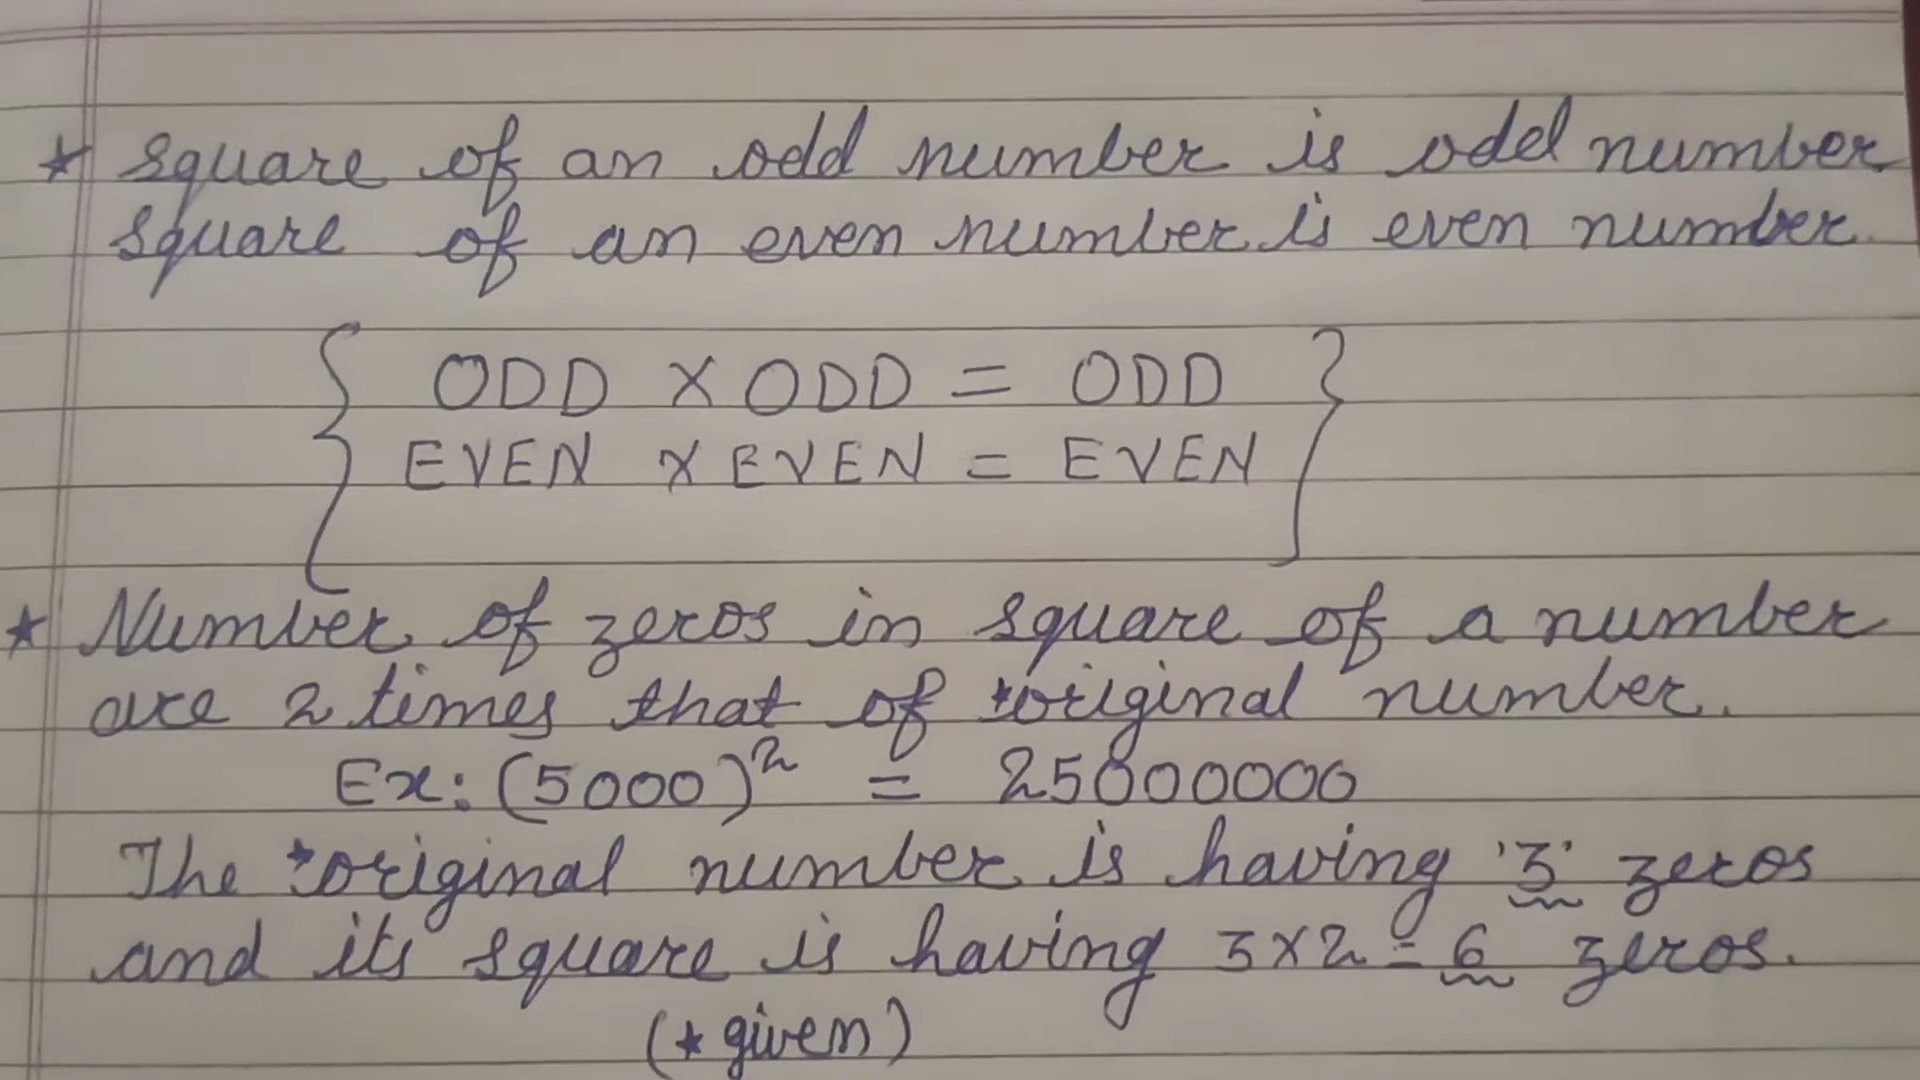 * Square of an odd number is odd number
Square of an even number is even number.
{ ODD X ODD = ODD }
EVEN X EVEN = EVEN
* Number of zeros in square of a number
are 2 times that of *original number.
Ex: (5000)² = 25000000
The *original number is having '3' zeros
and its square is having 3x2 = 6 zeros.
(* given)